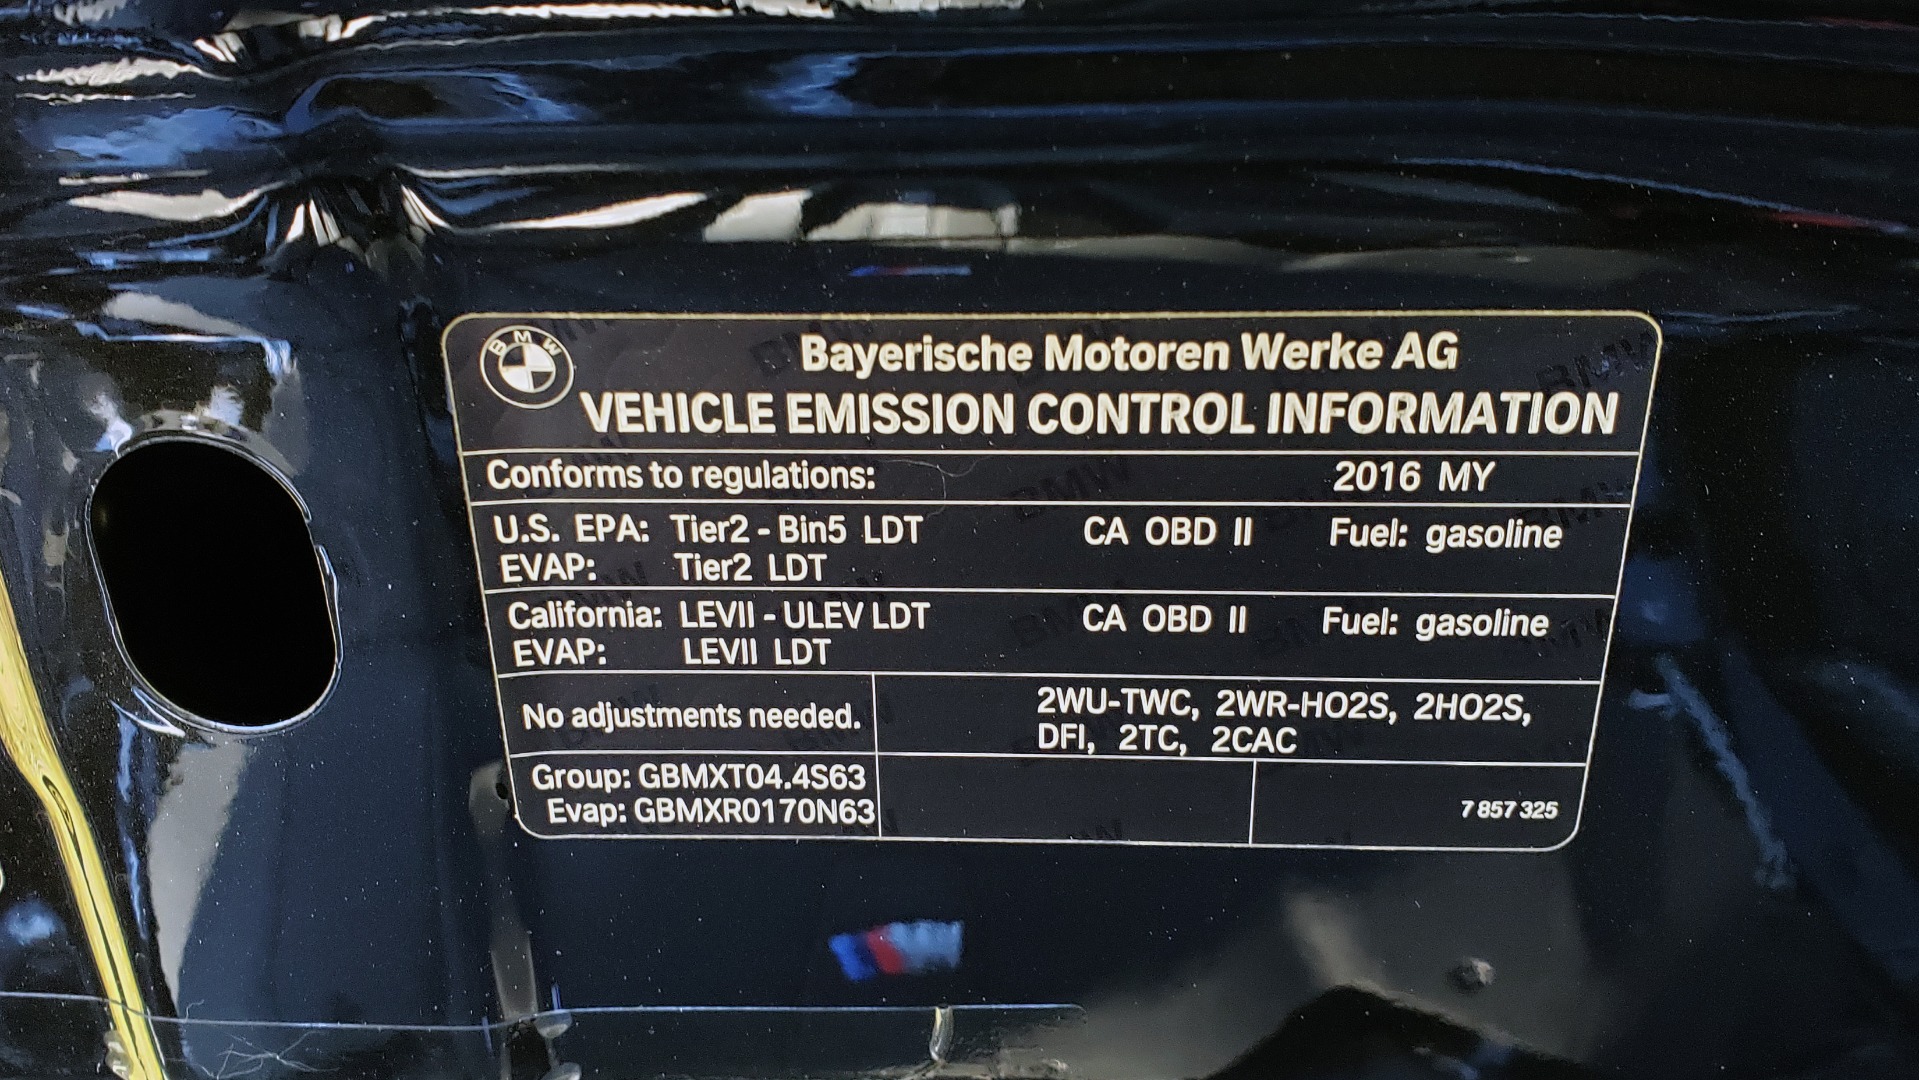 BMW
Bayerische Motoren Werke AG
VEHICLE EMISSION CONTROL INFORMATION
Conforms to regulations: 2016 MY
U.S. EPA: Tier2 - Bin5 LDT CA OBD II Fuel: gasoline
EVAP: Tier2 LDT
California: LEVII - ULEV LDT CA OBD II Fuel: gasoline
EVAP: LEVII LDT
No adjustments needed.
2WU-TWC, 2WR-HO2S, 2HO2S,
DFI, 2TC, 2CAC
Group: GBMXT04.4S63
Evap: GBMXR0170N63
7 857 325